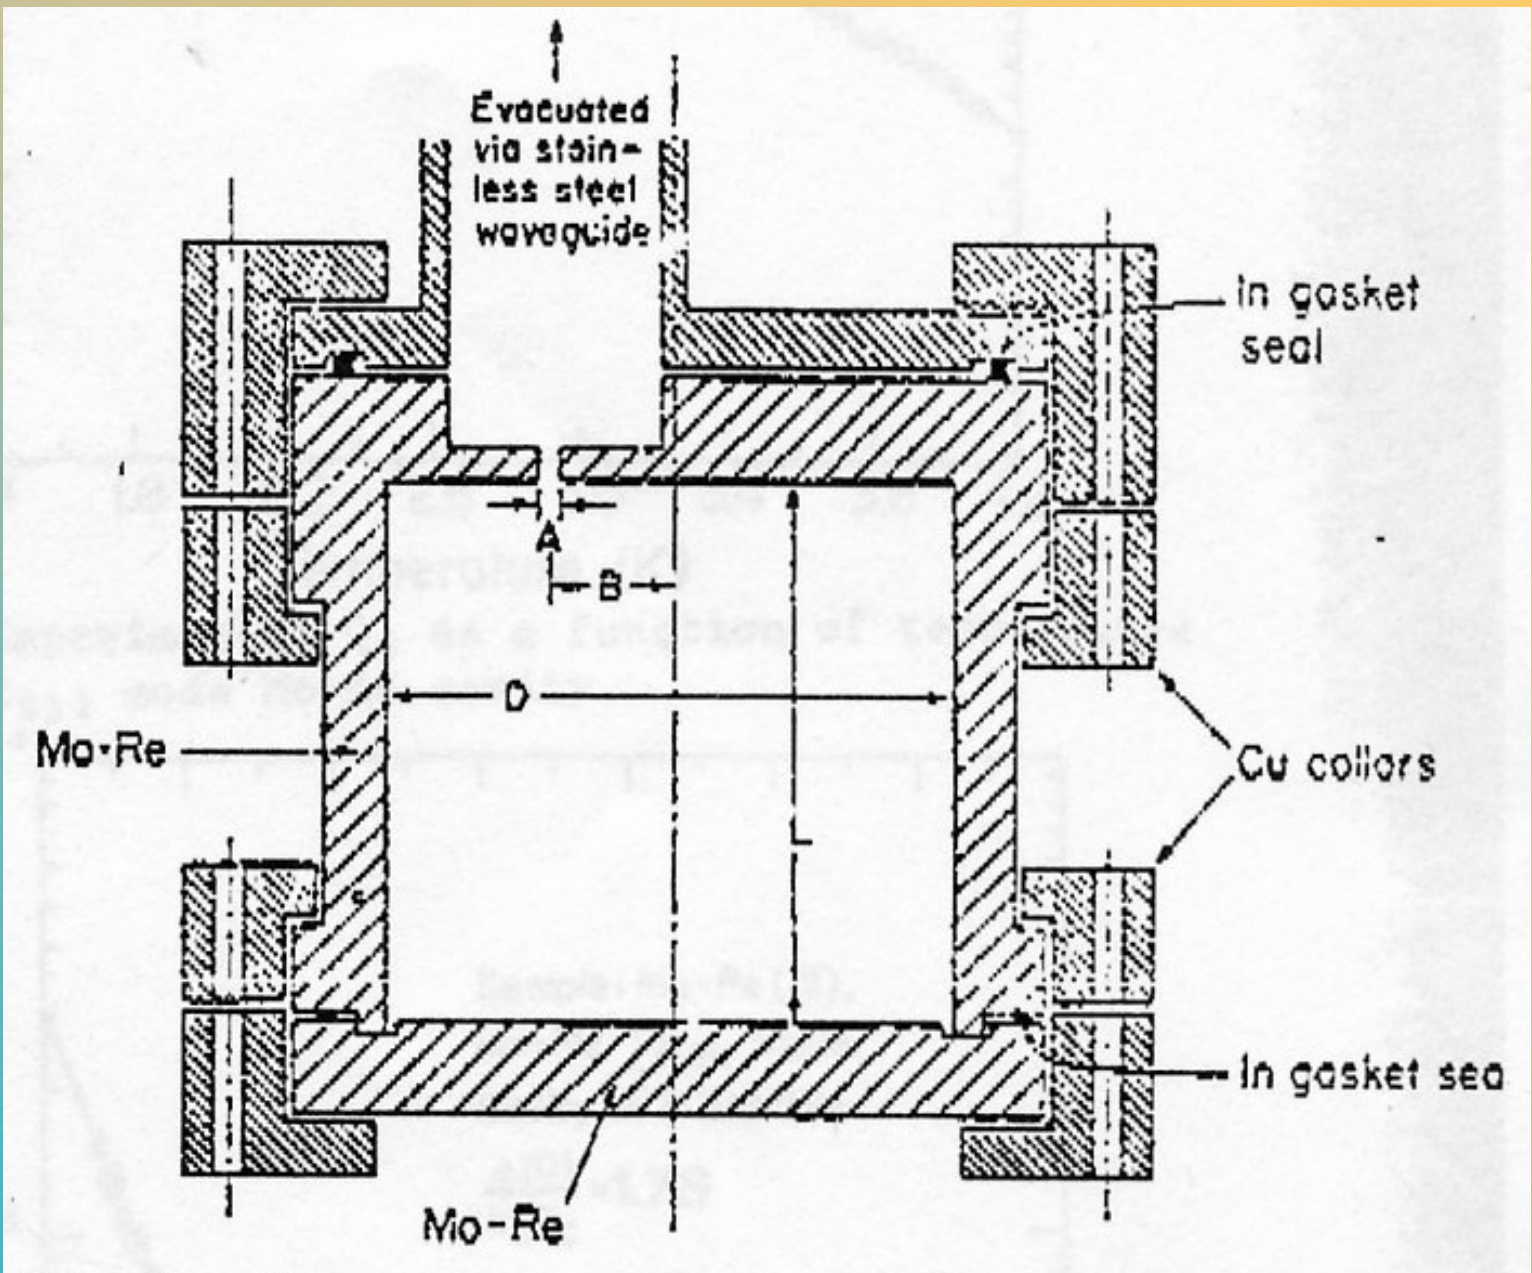 Evacuated
via stain-
less steel
waveguide
In gasket
seal
A
B
D
Mo-Re
L
Cu collars
In gasket sea
Mo-Re